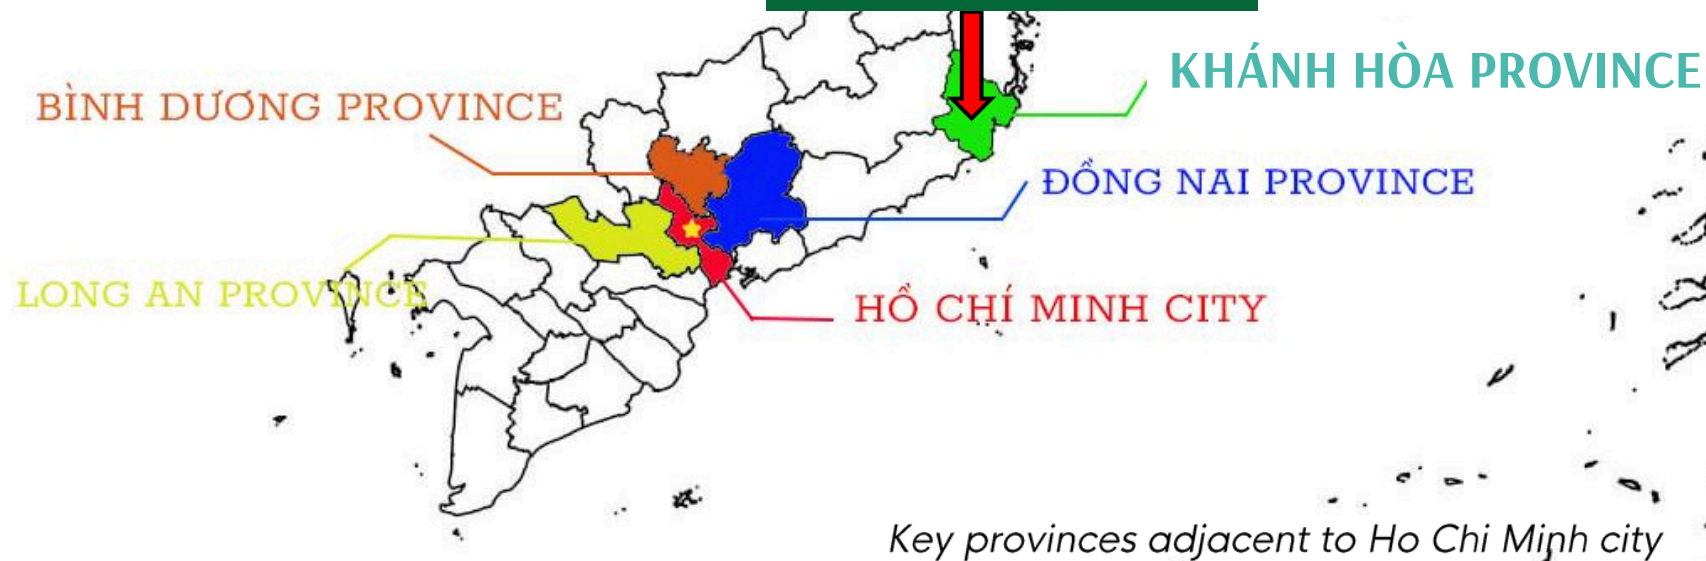 KHÁNH HÒA PROVINCE
BÌNH DƯƠNG PROVINCE
ĐỒNG NAI PROVINCE
LONG AN PROVINCE
HỒ CHÍ MINH CITY
Key provinces adjacent to Ho Chi Minh city